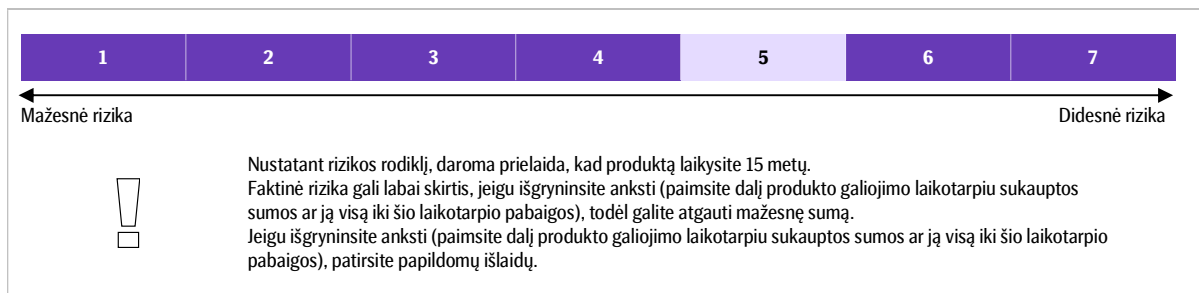 1 2 3 4 5 6 7
Mažesnė rizika Didesnė rizika
Nustatant rizikos rodiklį, daroma prielaida, kad produktą laikysite 15 metų.
Faktinė rizika gali labai skirtis, jeigu išgryninsite anksti (paimsite dalį produkto galiojimo laikotarpiu sukauptos
sumos ar ją visą iki šio laikotarpio pabaigos), todėl galite atgauti mažesnę sumą.
Jeigu išgryninsite anksti (paimsite dalį produkto galiojimo laikotarpiu sukauptos sumos ar ją visą iki šio laikotarpio
pabaigos), patirsite papildomų išlaidų.